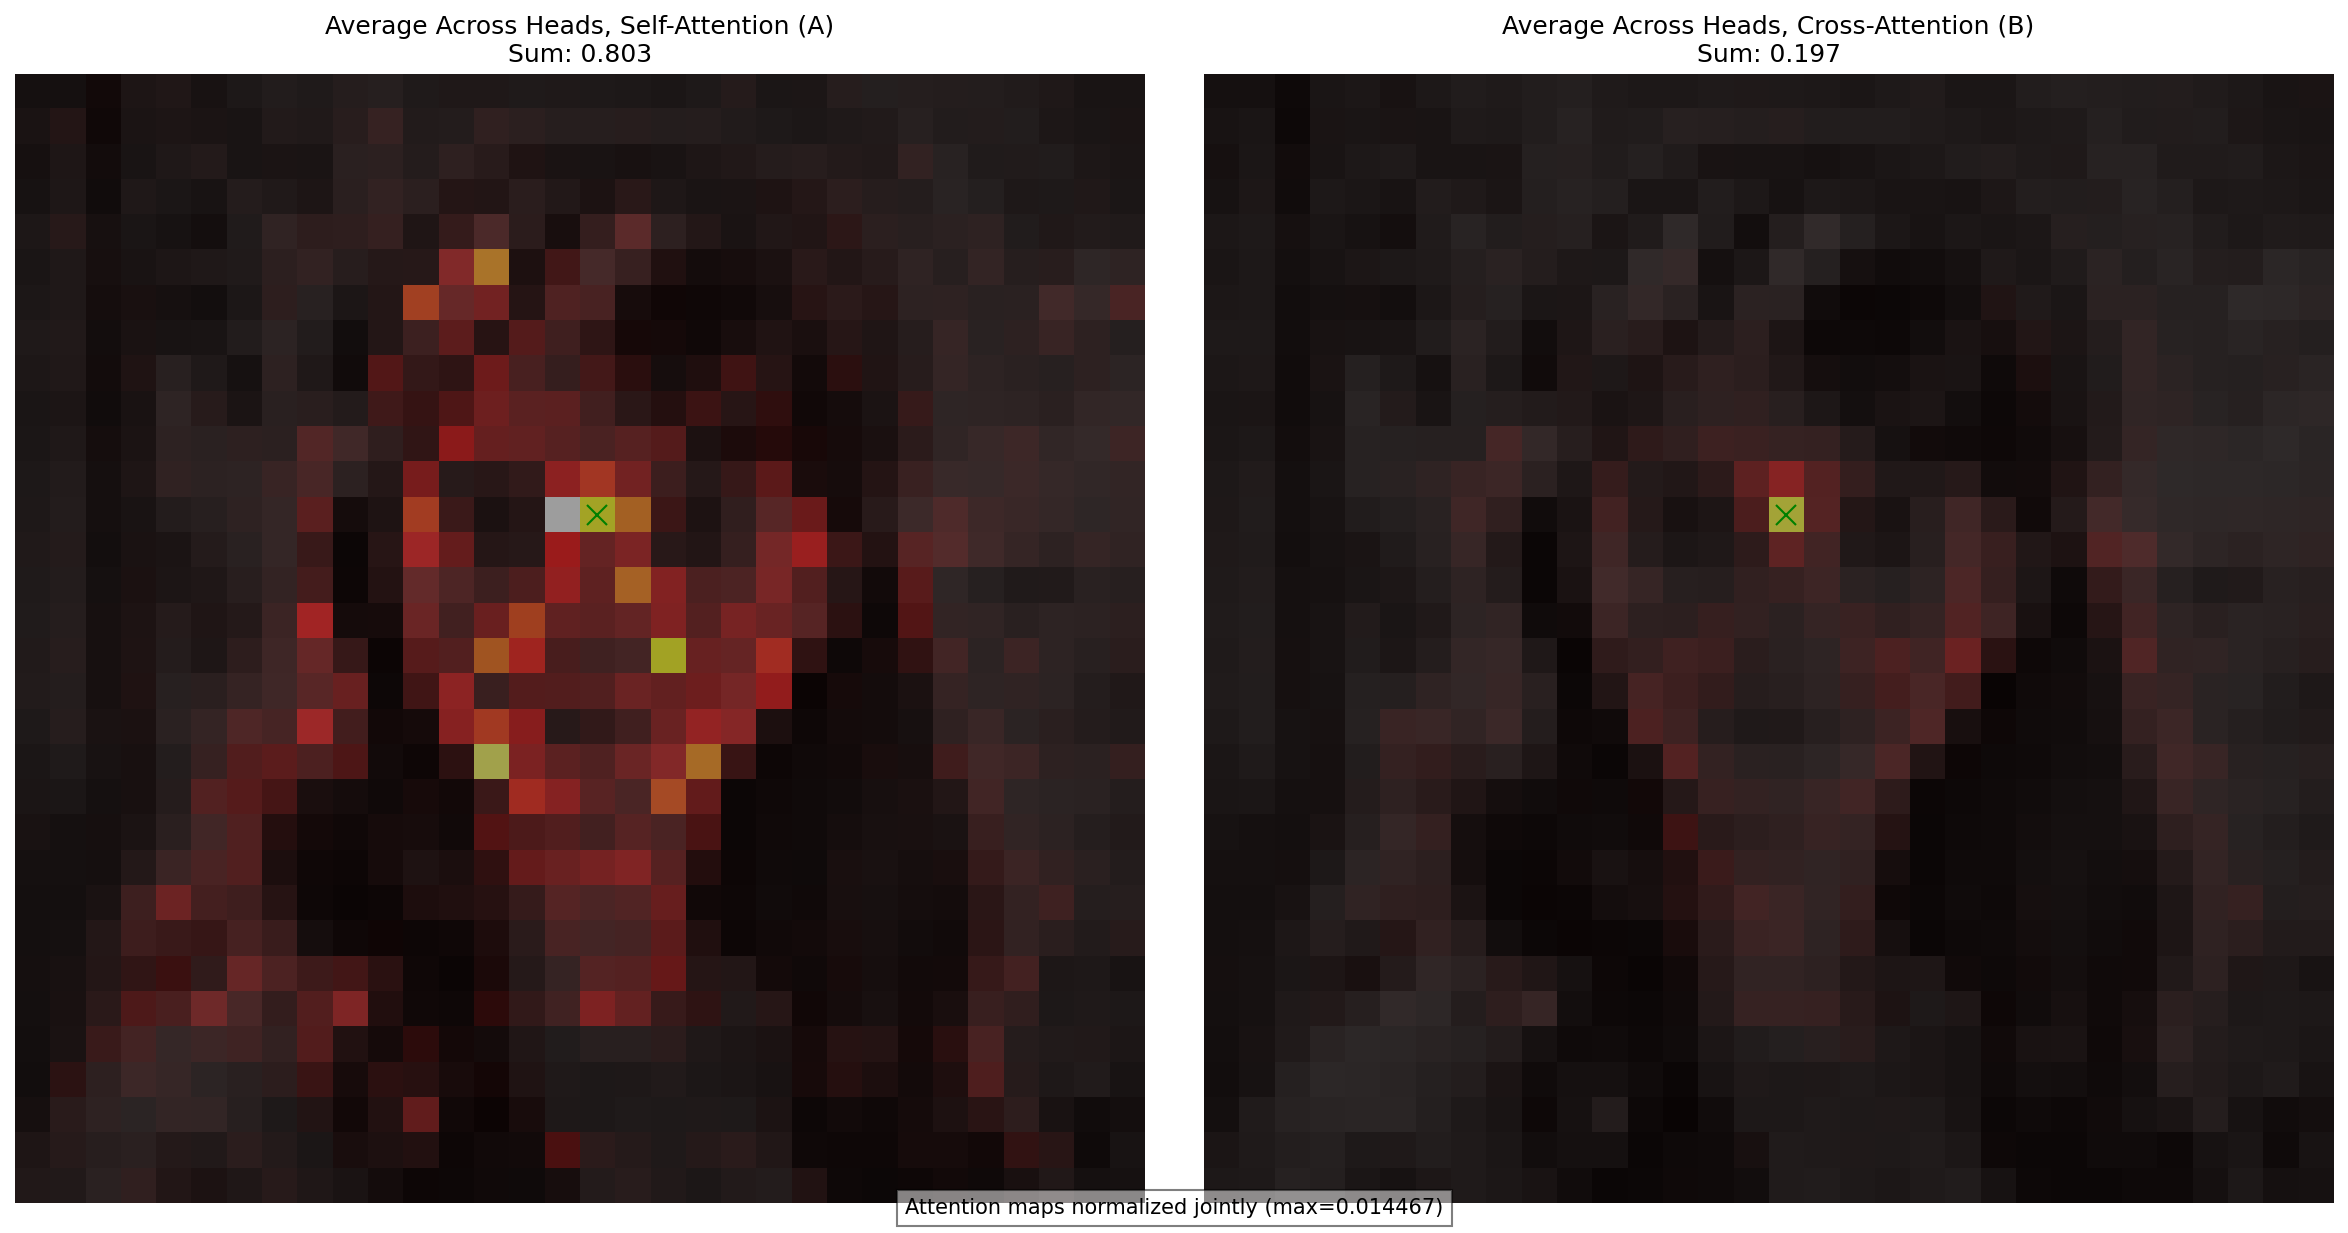 Average Across Heads, Self-Attention (A)
Sum: 0.803
Average Across Heads, Cross-Attention (B)
Sum: 0.197
Attention maps normalized jointly (max=0.014467)